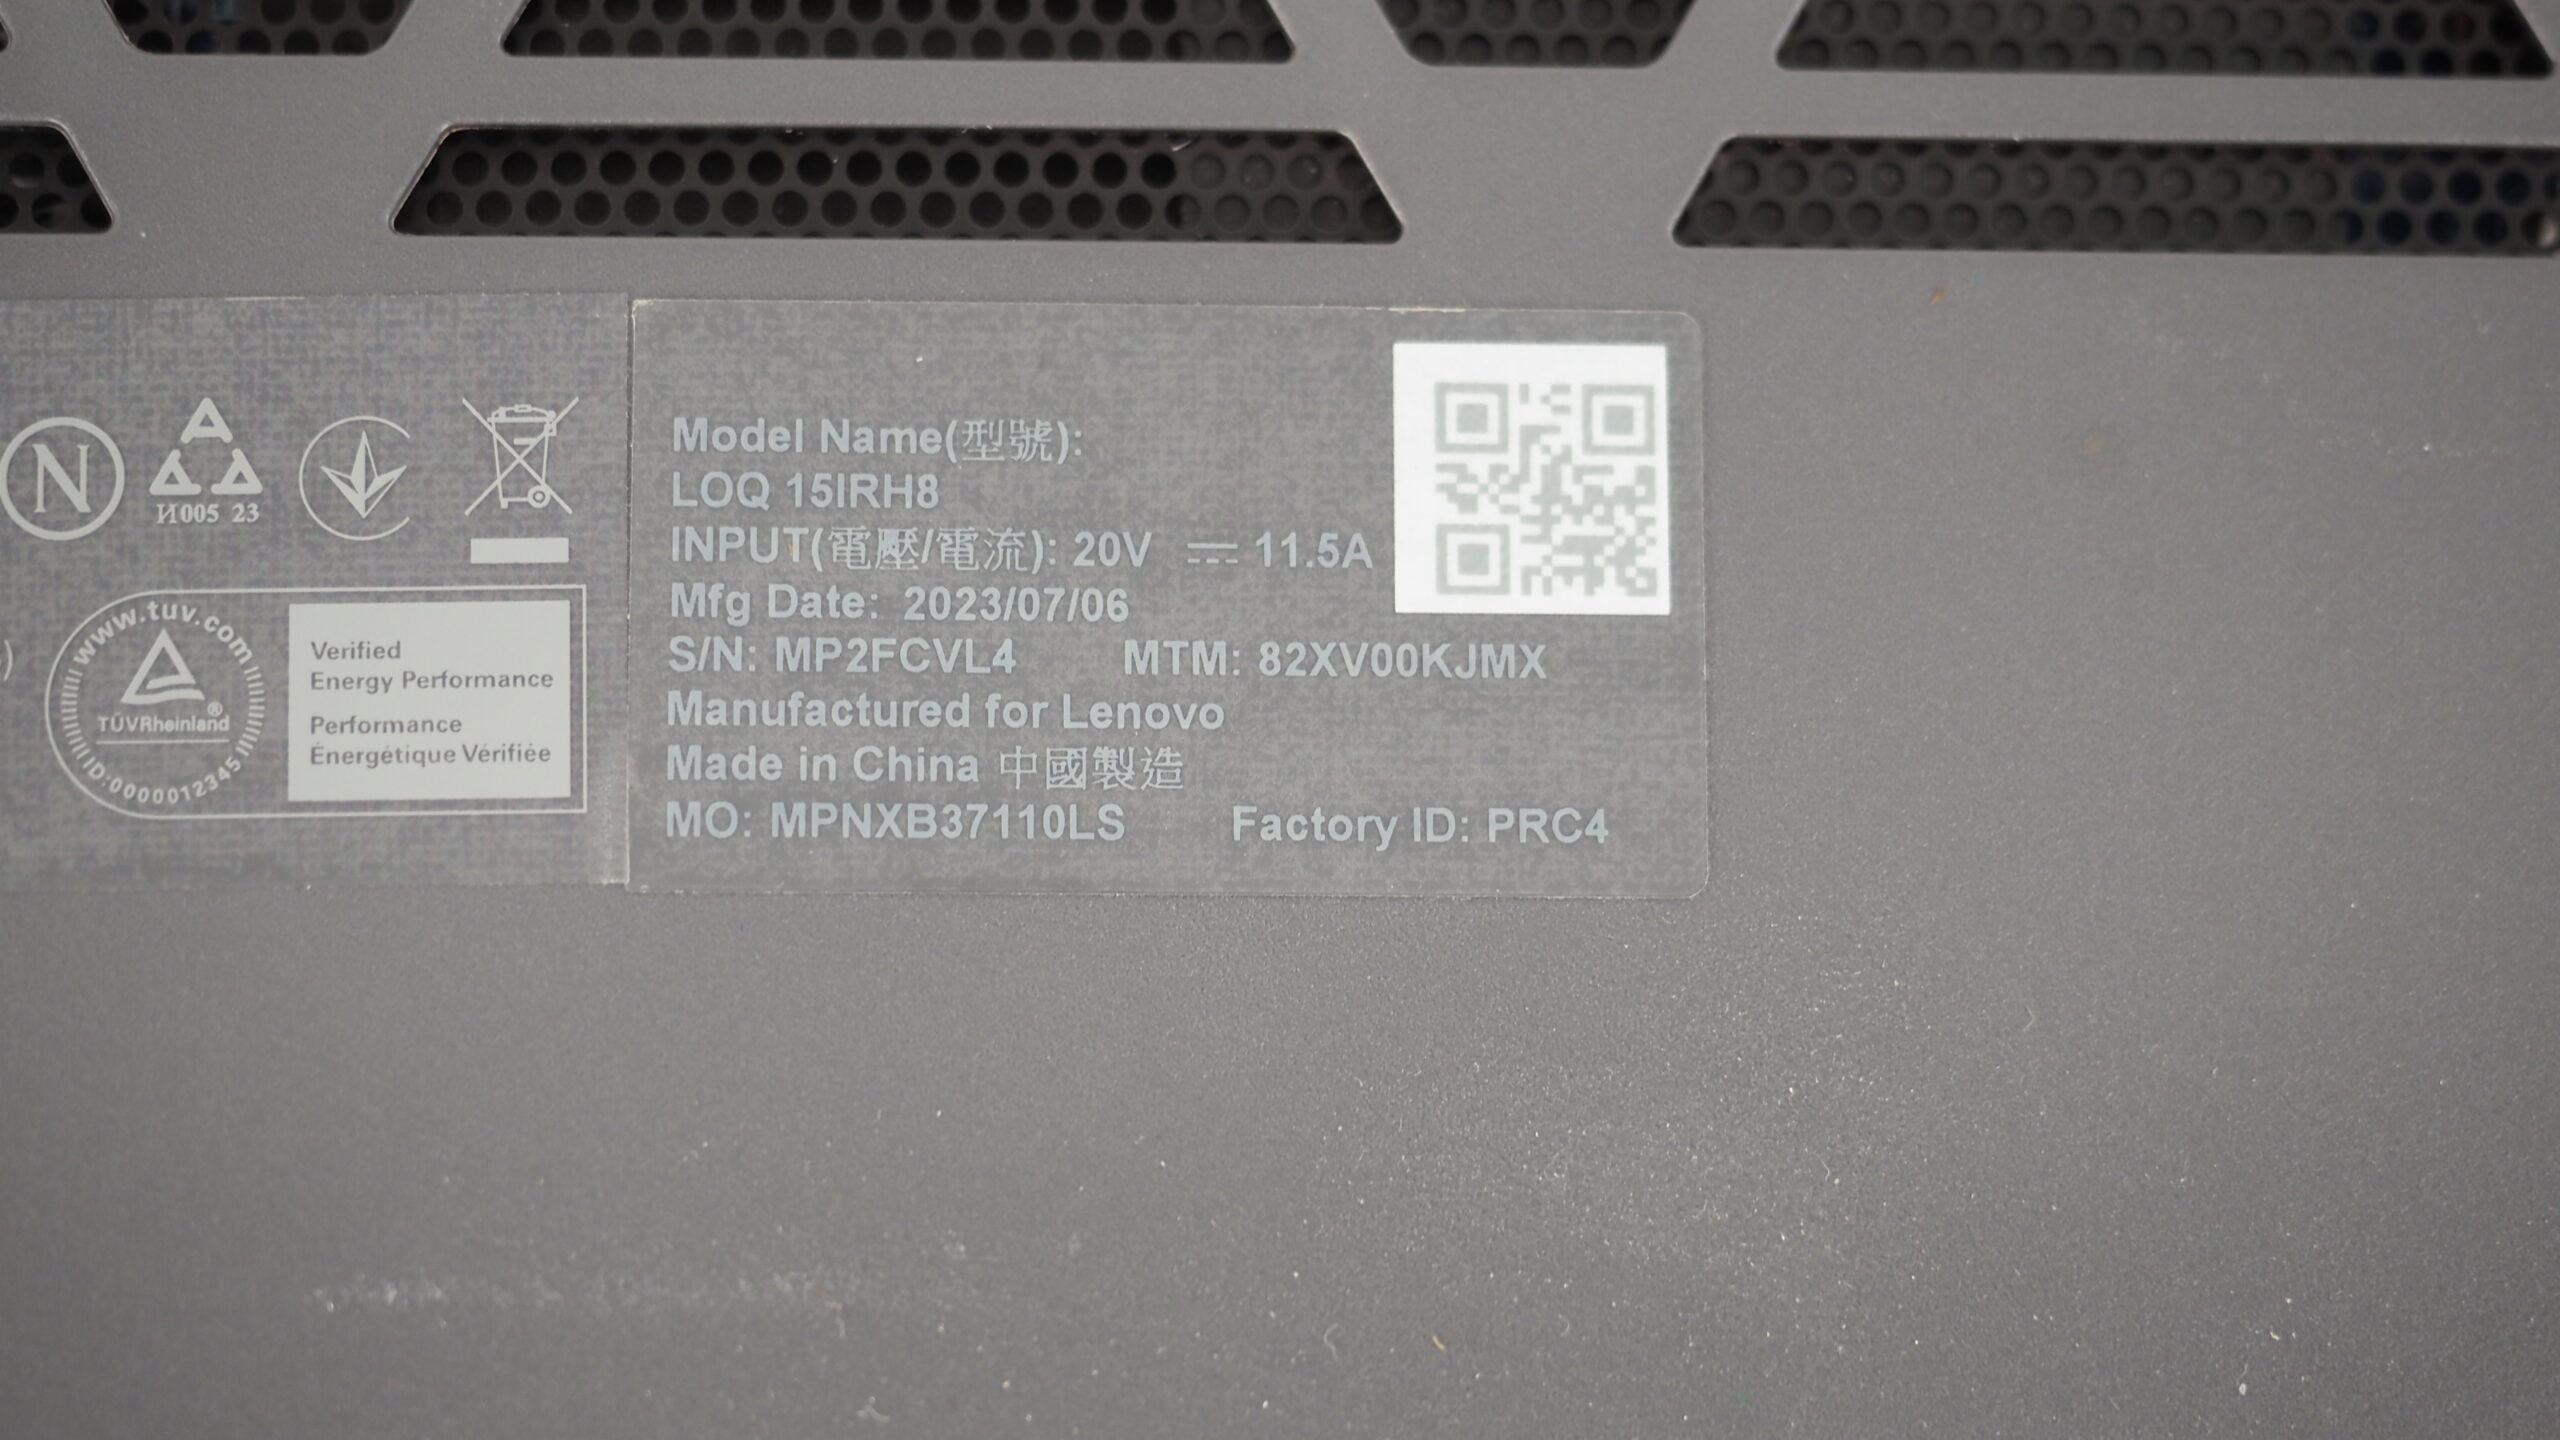 N
И005 23
www.tuv.com
TÜVRheinland®
ID:0000012345
Verified
Energy Performance
Performance
Énergétique Vérifiée
Model Name(型號):
LOQ 15IRH8
INPUT(電壓/電流): 20V ⎓ 11.5A
Mfg Date: 2023/07/06
S/N: MP2FCVL4 MTM: 82XV00KJMX
Manufactured for Lenovo
Made in China 中國製造
MO: MPNXB37110LS Factory ID: PRC4